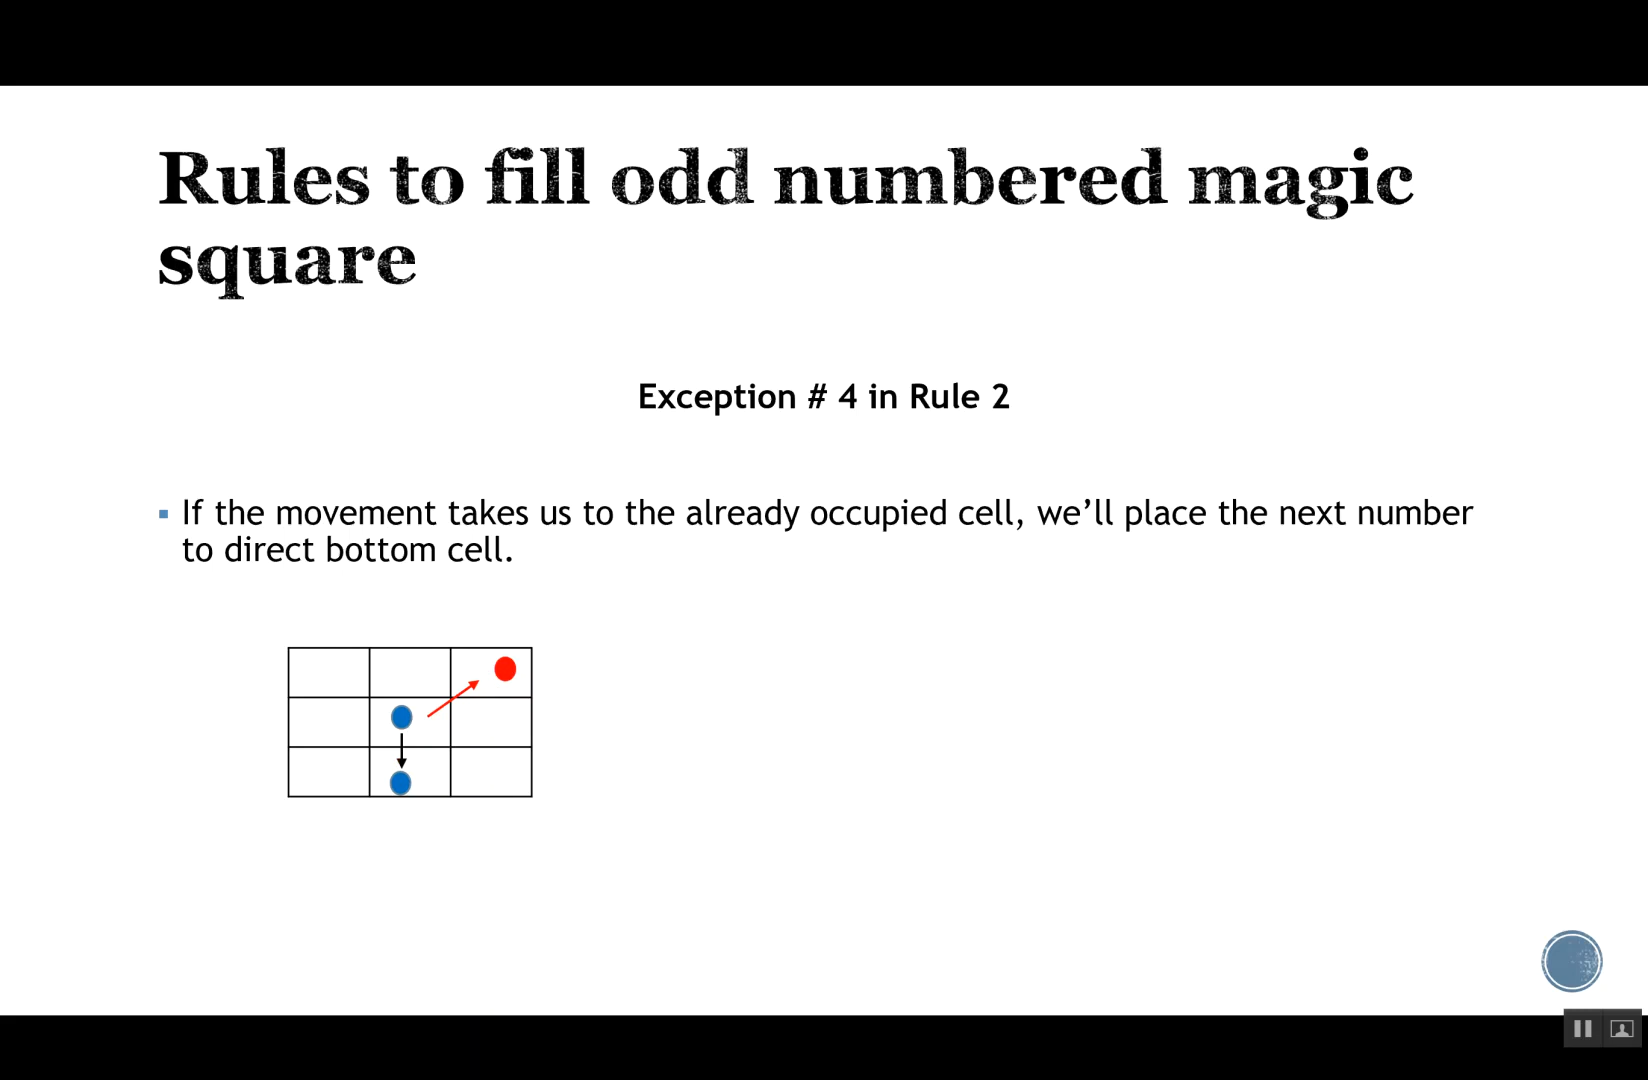 Rules to fill odd numbered magic
square
Exception # 4 in Rule 2
▪ If the movement takes us to the already occupied cell, we’ll place the next number
to direct bottom cell.